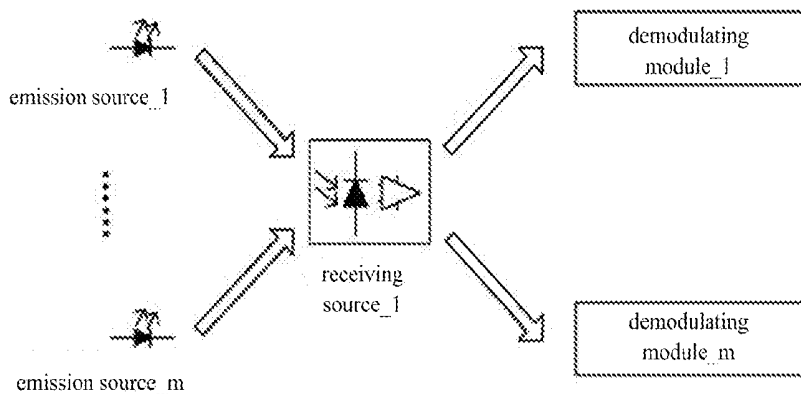 emission source_1
demodulating
module_1
receiving
source_1
emission source_m
demodulating
module_m